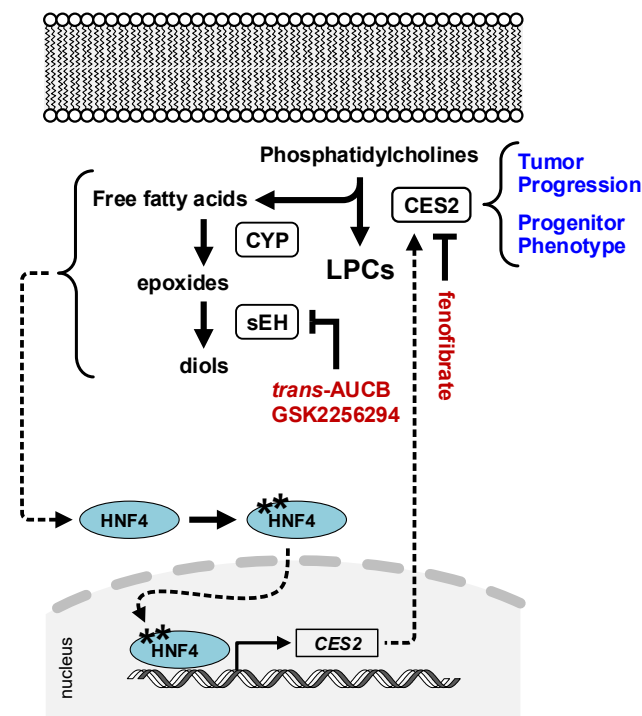 Phosphatidylcholines
Tumor
Progression
Progenitor
Phenotype
Free fatty acids
CES2
CYP
LPCs
epoxides
sEH
fenofibrate
diols
trans-AUCB
GSK2256294
HNF4
**
HNF4
**
HNF4
CES2
nucleus